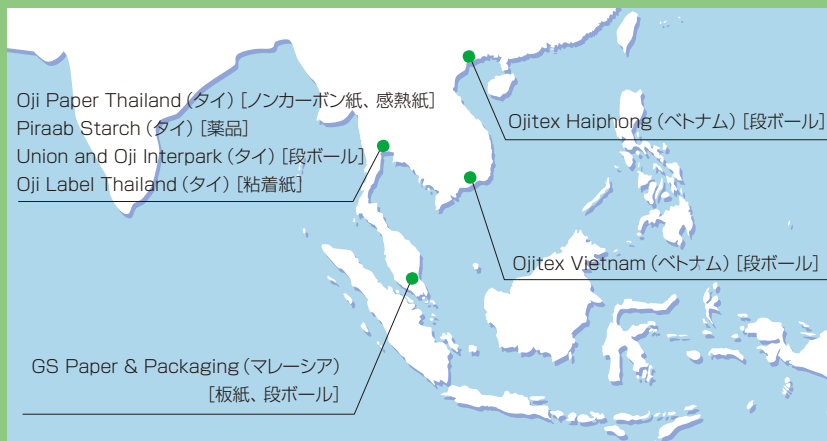 Oji Paper Thailand（タイ）［ノンカーボン紙、感熱紙］
Piraab Starch（タイ）［薬品］
Union and Oji Interpark（タイ）［段ボール］
Oji Label Thailand（タイ）［粘着紙］
Ojitex Haiphong（ベトナム）［段ボール］
Ojitex Vietnam（ベトナム）［段ボール］
GS Paper & Packaging（マレーシア）
［板紙、段ボール］